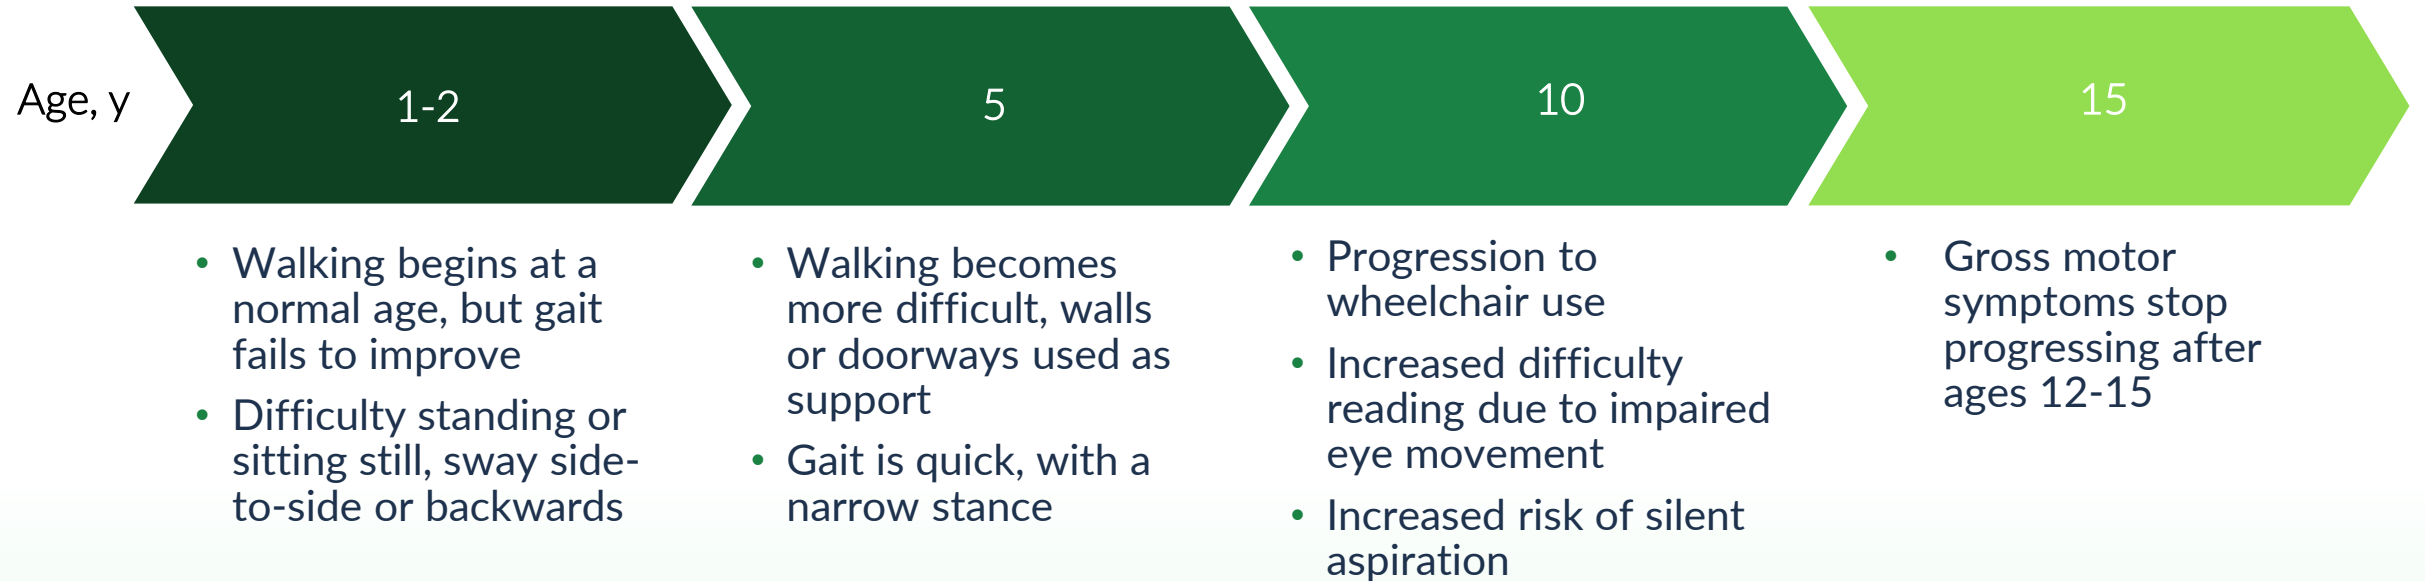 Age, y
1-2
5
10
15
• Walking begins at a
normal age, but gait
fails to improve
• Difficulty standing or
sitting still, sway side-
to-side or backwards
• Walking becomes
more difficult, walls
or doorways used as
support
• Gait is quick, with a
narrow stance
• Progression to
wheelchair use
• Increased difficulty
reading due to impaired
eye movement
• Increased risk of silent
aspiration
• Gross motor
symptoms stop
progressing after
ages 12-15